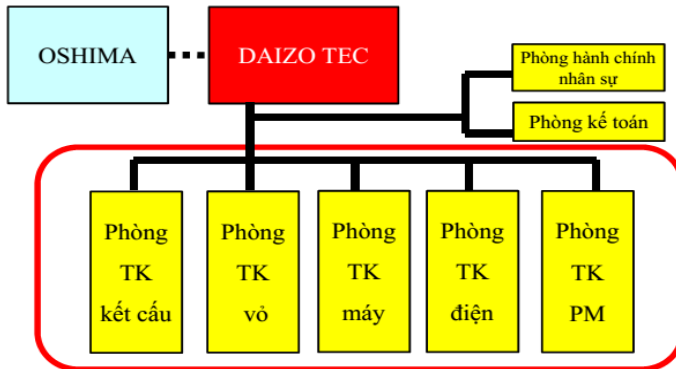 OSHIMA
DAIZO TEC
Phòng hành chính
nhân sự
Phòng kế toán
Phòng
TK
kết cấu
Phòng
TK
vỏ
Phòng
TK
máy
Phòng
TK
điện
Phòng
TK
PM